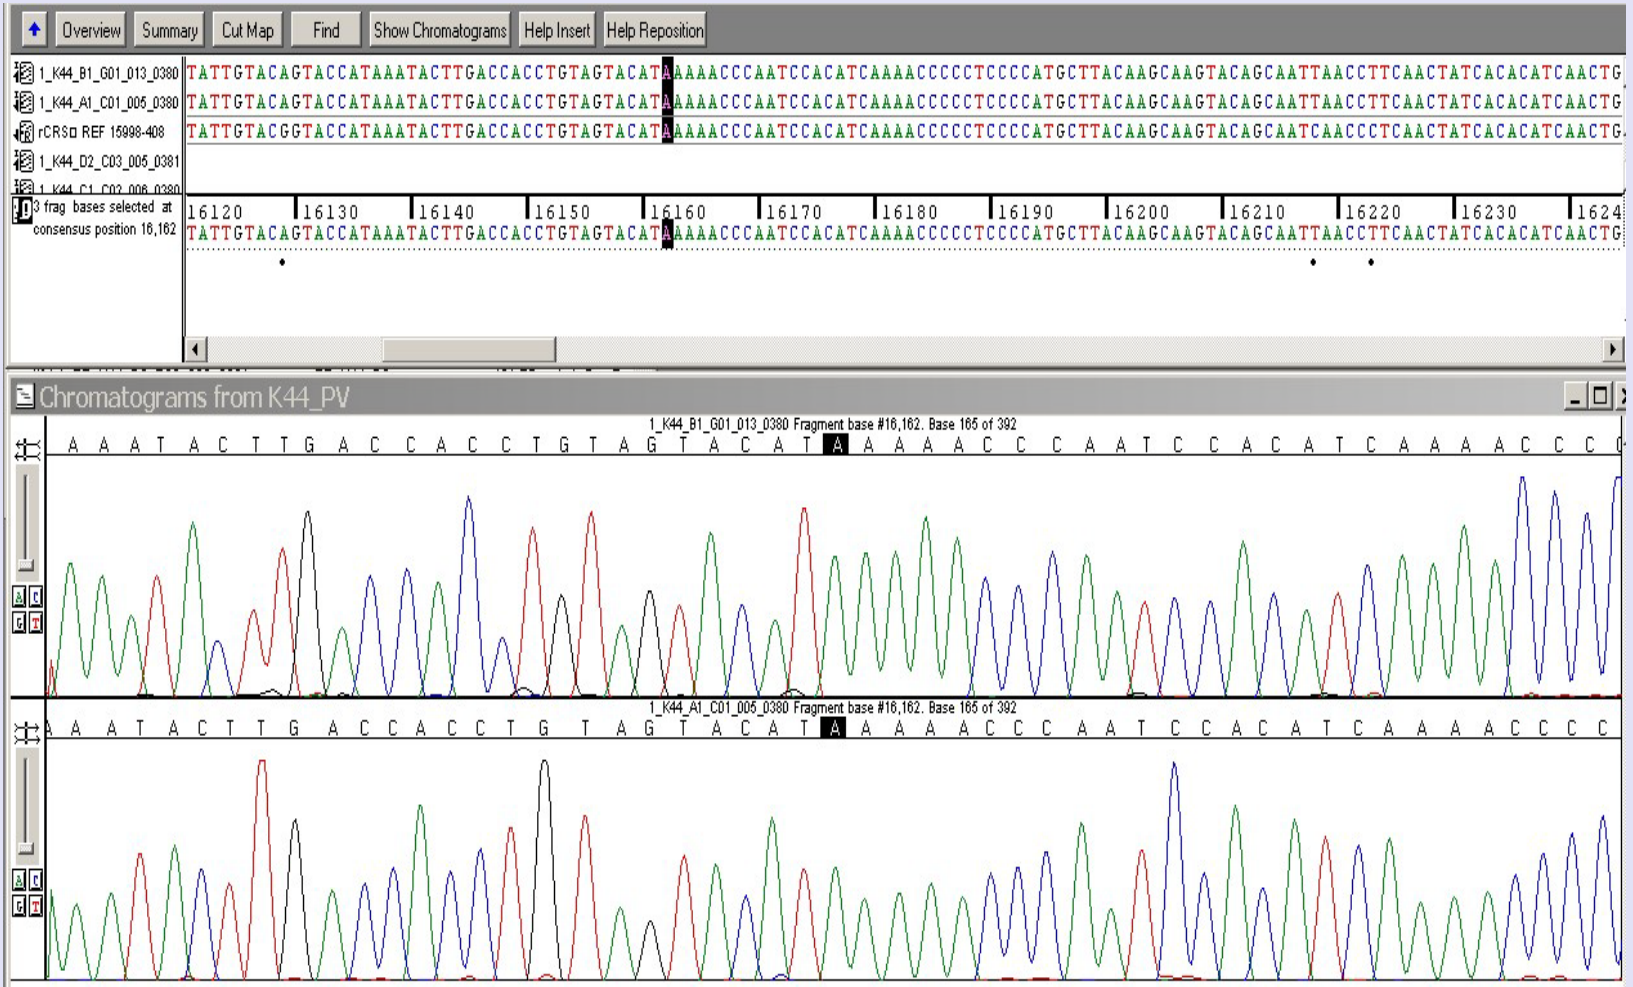 Overview Summary Cut Map Find Show Chromatograms Help Insert Help Reposition
1_K44_B1_G01_013_0380 TATTGTACAGTACCATAAATACTTGACCACCTGTAGTACATAAAAACCCAATCCACATCAAAACCCCCTCCCCATGCTTACAAGCAAGTACAGCAATTAACCTTCAACTATCACACATCAACTG
1_K44_A1_C01_005_0380 TATTGTACAGTACCATAAATACTTGACCACCTGTAGTACATAAAAACCCAATCCACATCAAAACCCCCTCCCCATGCTTACAAGCAAGTACAGCAATTAACCTTCAACTATCACACATCAACTG
rCRS□ REF 15998-408 TATTGTACGGTACCATAAATACTTGACCACCTGTAGTACATAAAAACCCAATCCACATCAAAACCCCCTCCCCATGCTTACAAGCAAGTACAGCAATCAACCCTCAACTATCACACATCAACTG
1_K44_D2_C03_005_0381
1_K44_C1_C02_006_0380
3 frag bases selected at
consensus position 16,162
16120 16130 16140 16150 16160 16170 16180 16190 16200 16210 16220 16230 1624
TATTGTACAGTACCATAAATACTTGACCACCTGTAGTACATAAAAACCCAATCCACATCAAAACCCCCTCCCCATGCTTACAAGCAAGTACAGCAATTAACCTTCAACTATCACACATCAACTG
Chromatograms from K44_PV
1_K44_B1_G01_013_0380 Fragment base #16,162. Base 165 of 392
A A A T A C T T G A C C A C C T G T A G T A C A T A A A A A C C C A A T C C A C A T C A A A A C C C C
A C
G T
1_K44_A1_C01_005_0380 Fragment base #16,162. Base 165 of 392
A A A T A C T T G A C C A C C T G T A G T A C A T A A A A A C C C A A T C C A C A T C A A A A C C C C
A C
G T